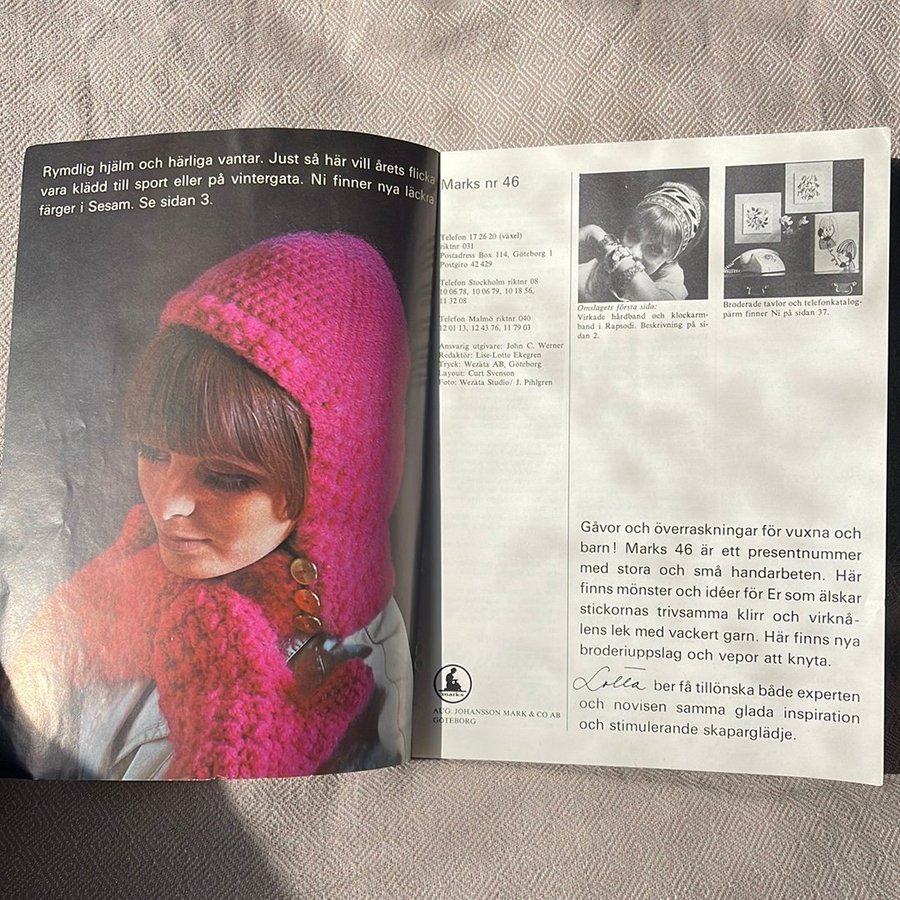 Rymdlig hjälm och härliga vantar. Just så här vill årets flicka
vara klädd till sport eller på vintergata. Ni finner nya läckra
färger i Sesam. Se sidan 3.
Marks nr 46
Telefon 17 26 20 (växel)
riktnr 031
Postadress Box 114, Göteborg 1
Postgiro 42 429
Telefon Stockholm riktnr 08
10 06 78, 10 06 79, 10 18 56,
11 32 08
Telefon Malmö riktnr 040
12 01 13, 12 43 76, 11 79 03
Ansvarig utgivare: John C. Werner
Redaktör: Lise-Lotte Ekegren
Tryck: Wezäta AB, Göteborg
Layout: Curt Svenson
Foto: Wezäta Studio/ J. Pihlgren
marks
AUG. JOHANSSON MARK & CO AB
GÖTEBORG
Omslagets första sida:
Virkade hårband och klockarm-
band i Rapsodi. Beskrivning på si-
dan 2.
Broderade tavlor och telefonkatalog-
pärm finner Ni på sidan 37.
Gåvor och överraskningar för vuxna och
barn! Marks 46 är ett presentnummer
med stora och små handarbeten. Här
finns mönster och idéer för Er som älskar
stickornas trivsamma klirr och virknå-
lens lek med vackert garn. Här finns nya
broderiuppslag och vepor att knyta.
Lotta ber få tillönska både experten
och novisen samma glada inspiration
och stimulerande skaparglädje.